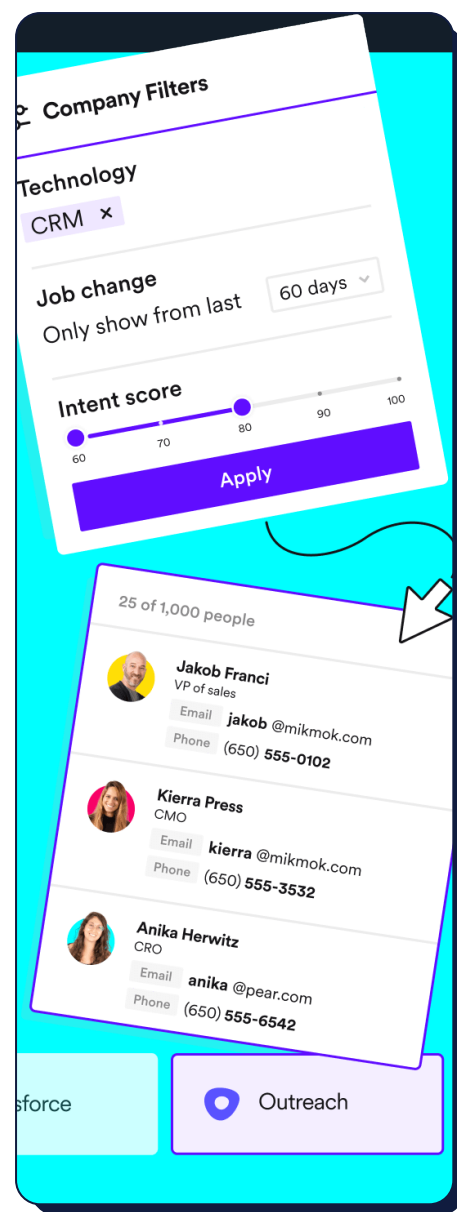 Company Filters
Technology
CRM ×
Job change
Only show from last 60 days
Intent score
60 70 80 90 100
Apply
25 of 1,000 people
Jakob Franci
VP of sales
Email jakob @mikmok.com
Phone (650) 555-0102
Kierra Press
CMO
Email kierra @mikmok.com
Phone (650) 555-3532
Anika Herwitz
CRO
Email anika @pear.com
Phone (650) 555-6542
sforce Outreach